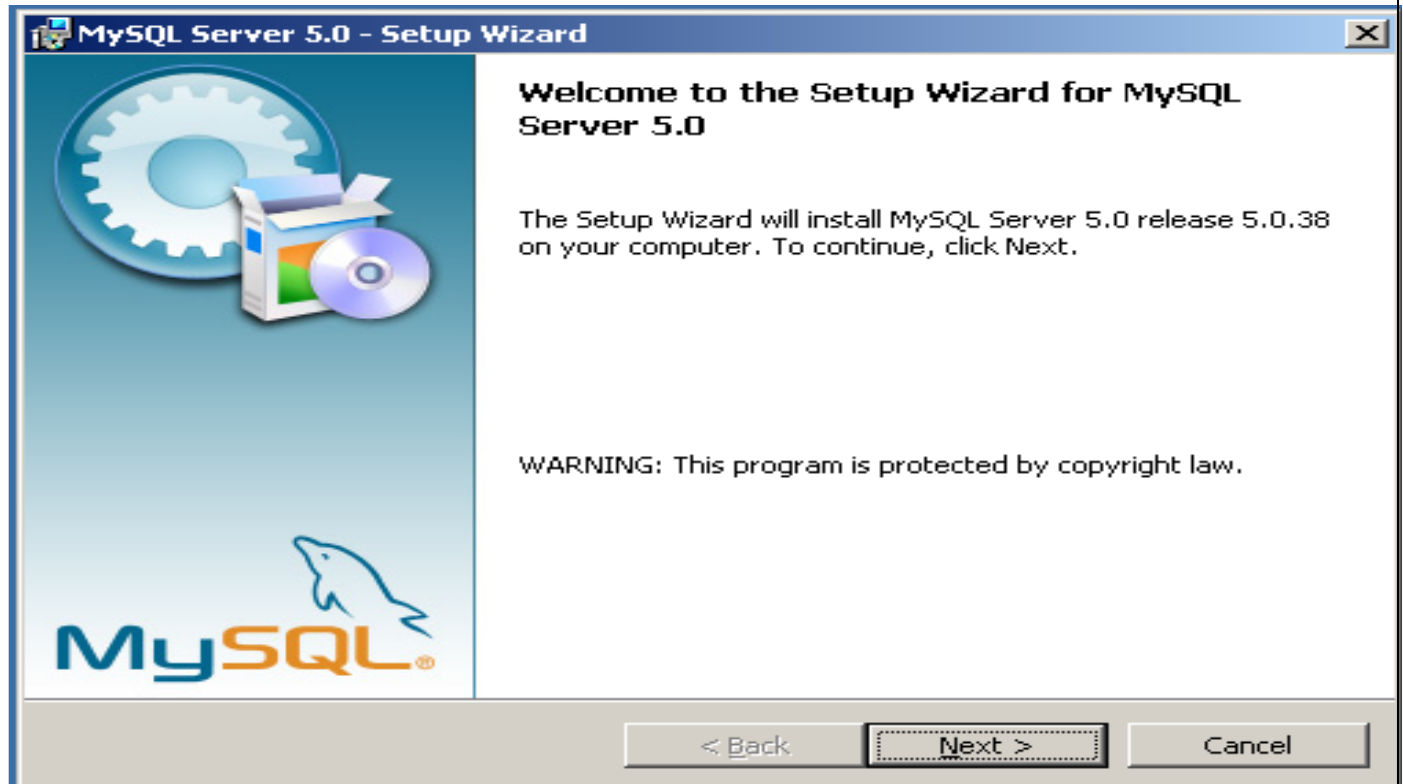 MySQL Server 5.0 - Setup Wizard
Welcome to the Setup Wizard for MySQL
Server 5.0
The Setup Wizard will install MySQL Server 5.0 release 5.0.38
on your computer. To continue, click Next.
WARNING: This program is protected by copyright law.
MySQL®
< Back
Next >
Cancel